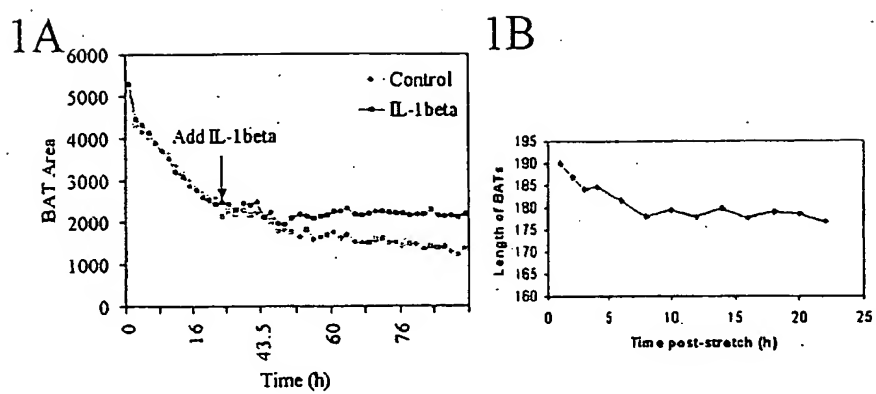 1A
6000
5000
4000
3000
2000
1000
0
BAT Area
Control
IL-1beta
Add IL-1beta
0
16
43.5
60
76
Time (h)
1B
195
190
185
180
175
170
165
160
Length of BATs
0
5
10
15
20
25
Time post-stretch (h)